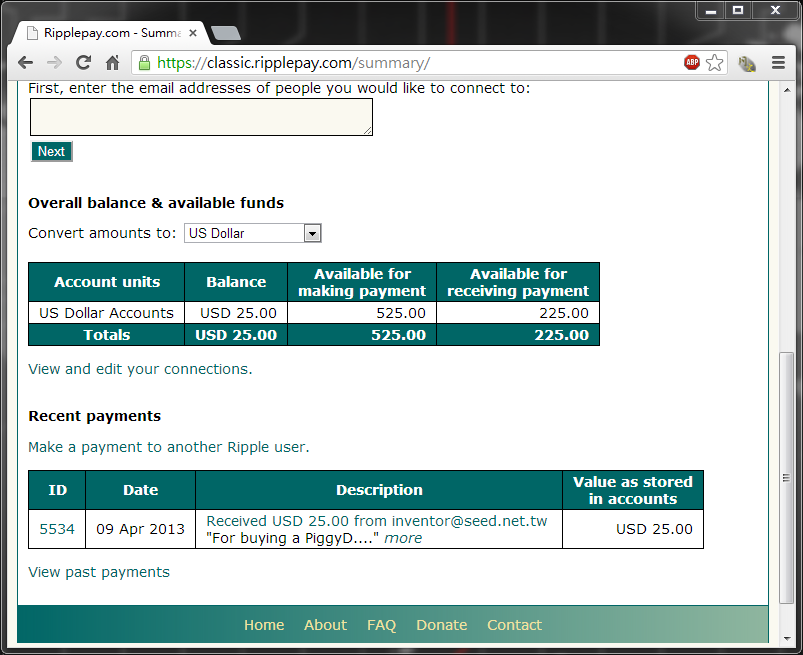 Ripplepay.com - Summa
https://classic.ripplepay.com/summary/
ABP
First, enter the email addresses of people you would like to connect to:
Next
Overall balance & available funds
Convert amounts to: US Dollar
Account units Balance Available for making payment Available for receiving payment
US Dollar Accounts USD 25.00 525.00 225.00
Totals USD 25.00 525.00 225.00
View and edit your connections.
Recent payments
Make a payment to another Ripple user.
ID Date Description Value as stored in accounts
5534 09 Apr 2013 Received USD 25.00 from inventor@seed.net.tw USD 25.00
"For buying a PiggyD...." more
View past payments
Home About FAQ Donate Contact